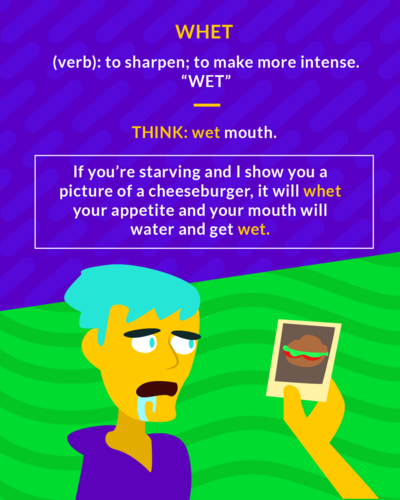 WHET
(verb): to sharpen; to make more intense.
“WET”
THINK: wet mouth.
If you’re starving and I show you a
picture of a cheeseburger, it will whet
your appetite and your mouth will
water and get wet.